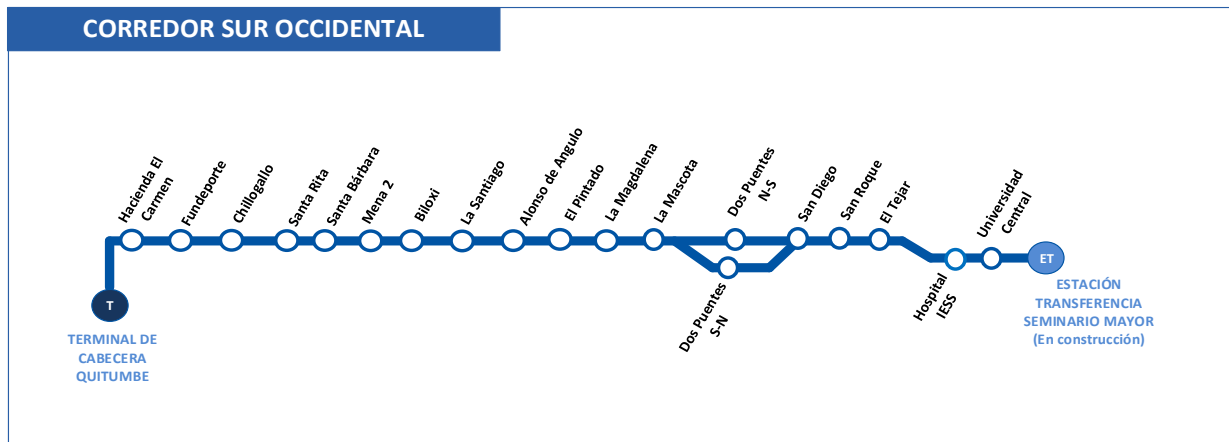 CORREDOR SUR OCCIDENTAL
Hacienda El
Carmen
Fundeporte
Chillogallo
Santa Rita
Santa Bárbara
Mena 2
Biloxi
La Santiago
Alonso de Angulo
El Pintado
La Magdalena
La Mascota
Dos Puentes
N-S
Dos Puentes
S-N
San Diego
San Roque
El Tejar
Hospital
IESS
Universidad
Central
T
TERMINAL DE
CABECERA
QUITUMBE
ET
ESTACIÓN
TRANSFERENCIA
SEMINARIO MAYOR
(En construcción)